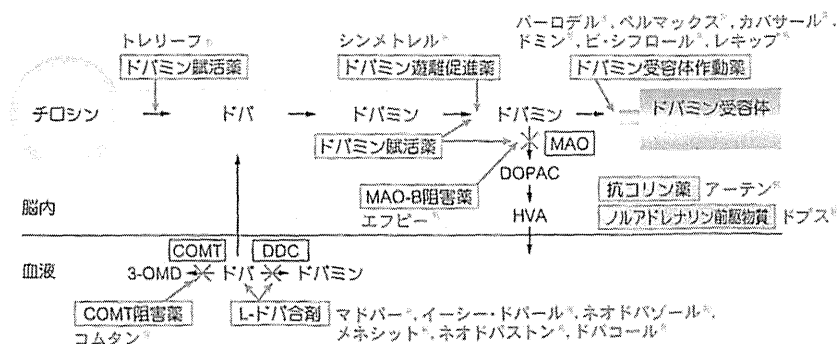 パーロデル®, ペルマックス®, カバサール®,
トレリーフ® シンメトレル® ドミン®, ビ・シフロール®, レキップ®
ドパミン賦活薬 ドパミン遊離促進薬 ドパミン受容体作動薬
チロシン ドパ ドパミン ドパミン ドパミン受容体
ドパミン賦活薬 MAO
DOPAC
MAO-B阻害薬 抗コリン薬 アーテン®
脳内 エフピー® HVA ノルアドレナリン前駆物質 ドプス®
COMT DDC
血液 3-OMD ドパ ドパミン
COMT阻害薬 L-ドパ合剤 マドパー®, イーシー・ドパール®, ネオドパゾール®,
コムタン® メネシット®, ネオドパストン®, ドパコール®